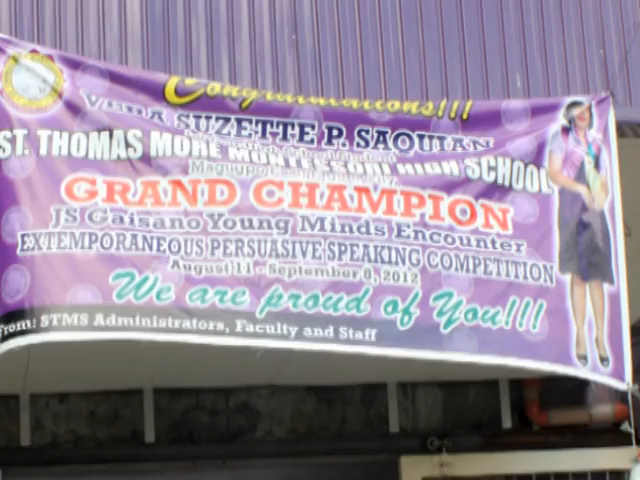 Congratulations!!!
VERA SUZETTE P. SAQUIAN
ST. THOMAS MORE MONTESSORI HIGH SCHOOL
GRAND CHAMPION
JS Gaisano Young Minds Encounter
EXTEMPORANEOUS PERSUASIVE SPEAKING COMPETITION
August 11 - September 8, 2012
We are proud of You!!!
From: STMS Administrators, Faculty and Staff